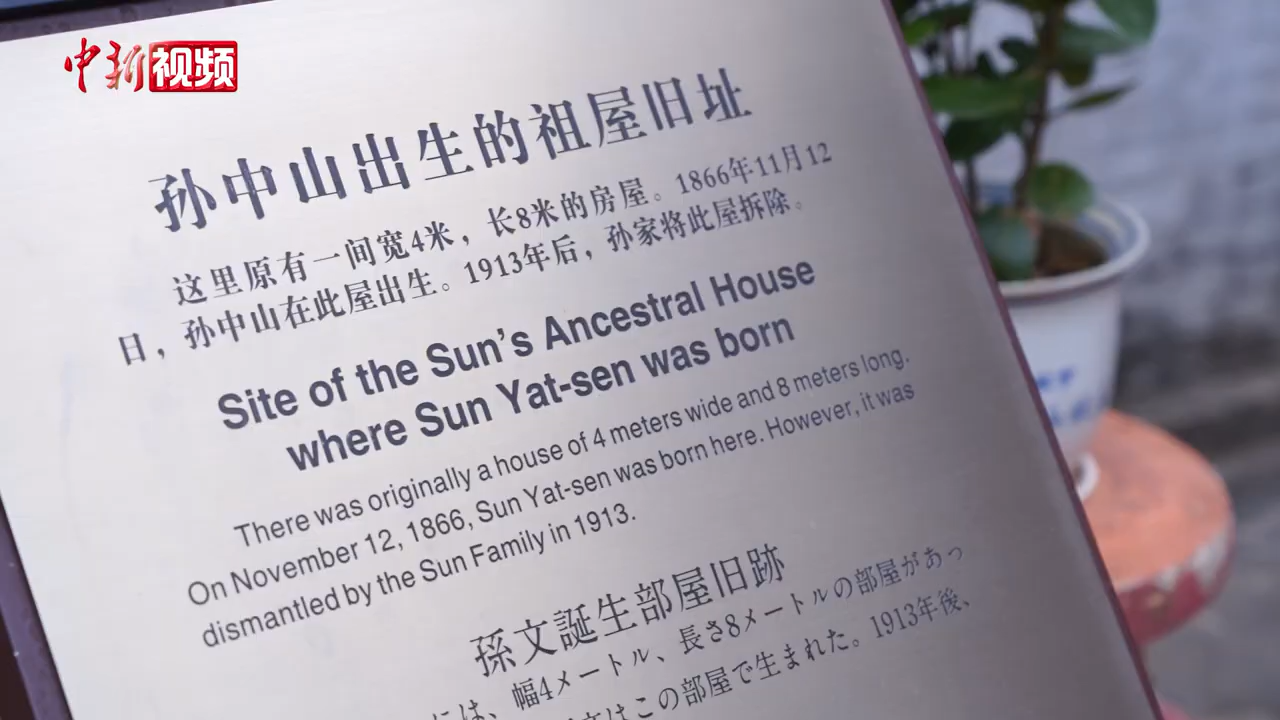 中新视频
孙中山出生的祖屋旧址
这里原有一间宽4米，长8米的房屋。1866年11月12
日，孙中山在此屋出生。1913年后，孙家将此屋拆除。
Site of the Sun's Ancestral House
where Sun Yat-sen was born
There was originally a house of 4 meters wide and 8 meters long.
On November 12, 1866, Sun Yat-sen was born here. However, it was
dismantled by the Sun Family in 1913.
孫文誕生部屋旧跡
には、幅4メートル、長さ8メートルの部屋があっ
はこの部屋で生まれた。1913年後、